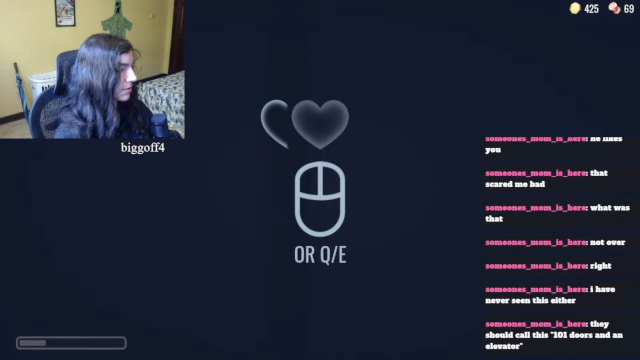 425 69
biggoff4
OR Q/E
someones_mom_is_here: he likes
you
someones_mom_is_here: that
scared me bad
someones_mom_is_here: what was
that
someones_mom_is_here: not over
someones_mom_is_here: right
someones_mom_is_here: i have
never seen this either
someones_mom_is_here: they
should call this "101 doors and an
elevator"